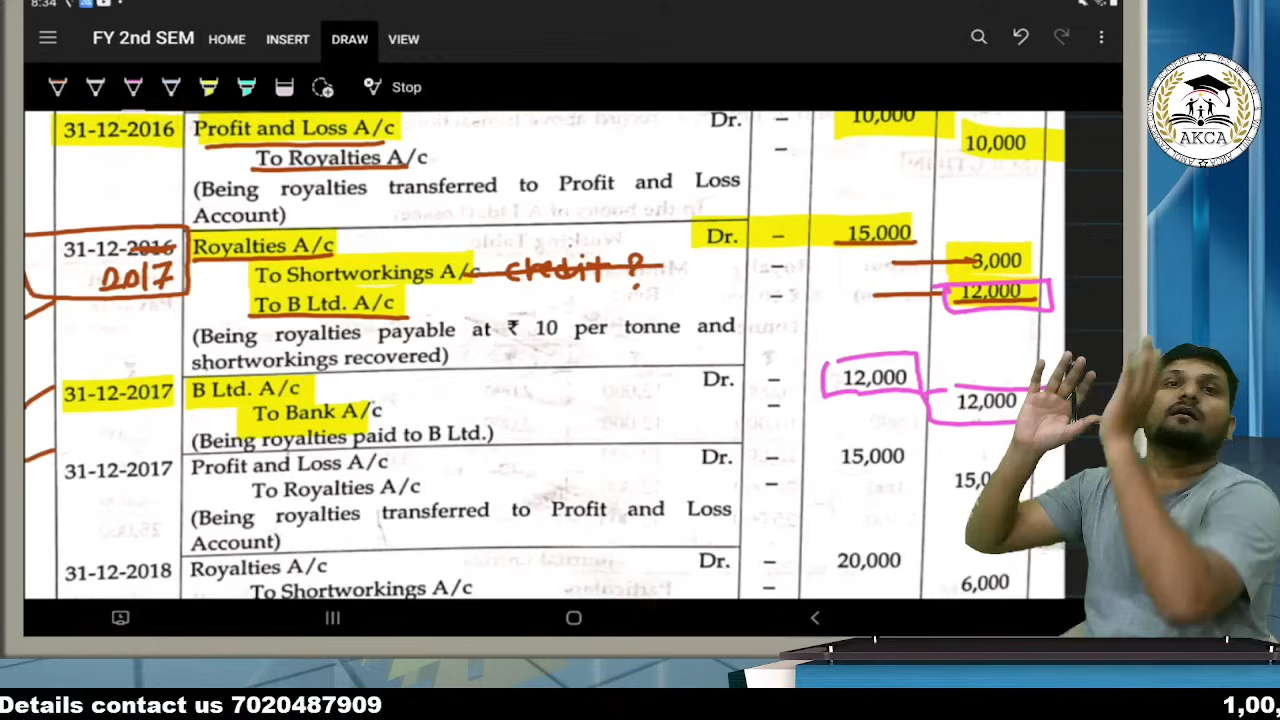 8:34
FY 2nd SEM HOME INSERT DRAW VIEW
Stop
AKCA
31-12-2016 Profit and Loss A/c Dr. – 10,000
To Royalties A/c – 10,000
(Being royalties transferred to Profit and Loss
Account)
31-12-2016 Royalties A/c Dr. – 15,000
2017 To Shortworkings A/c credit ? – 3,000
To B Ltd. A/c – 12,000
(Being royalties payable at ₹ 10 per tonne and
shortworkings recovered)
31-12-2017 B Ltd. A/c Dr. – 12,000
To Bank A/c – 12,000
(Being royalties paid to B Ltd.)
31-12-2017 Profit and Loss A/c Dr. – 15,000
To Royalties A/c – 15,0
(Being royalties transferred to Profit and Loss
Account)
31-12-2018 Royalties A/c Dr. – 20,000
To Shortworkings A/c – 6,000
Details contact us 7020487909 1,00,